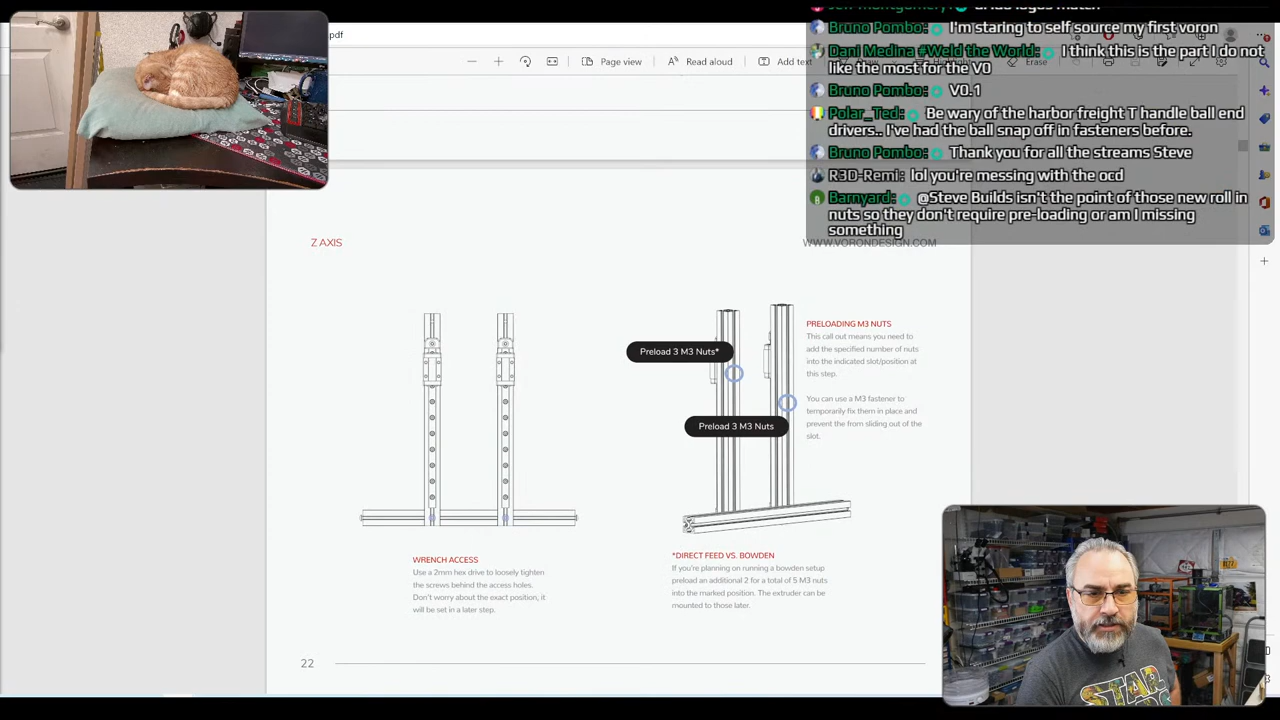 .pdf
Page view
Read aloud
Add text
Erase
Bruno Pombo: I'm staring to self source my first voron
Dani Medina #Weld the World: I think this is the part I do not
like the most for the V0
Bruno Pombo: V0.1
Polar_Ted: Be wary of the harbor freight T handle ball end
drivers.. I've had the ball snap off in fasteners before.
Bruno Pombo: Thank you for all the streams Steve
R3D-Remi: lol you're messing with the ocd
Barnyard: @Steve Builds isn't the point of those new roll in
nuts so they don't require pre-loading or am I missing
something
Z AXIS
WWW.VORONDESIGN.COM
Preload 3 M3 Nuts*
Preload 3 M3 Nuts
PRELOADING M3 NUTS
This call out means you need to
add the specified number of nuts
into the indicated slot/position at
this step.
You can use a M3 fastener to
temporarily fix them in place and
prevent the from sliding out of the
slot.
WRENCH ACCESS
Use a 2mm hex drive to loosely tighten
the screws behind the access holes.
Don't worry about the exact position, it
will be set in a later step.
*DIRECT FEED VS. BOWDEN
If you're planning on running a bowden setup
preload an additional 2 for a total of 5 M3 nuts
into the marked position. The extruder can be
mounted to those later.
22
STAR